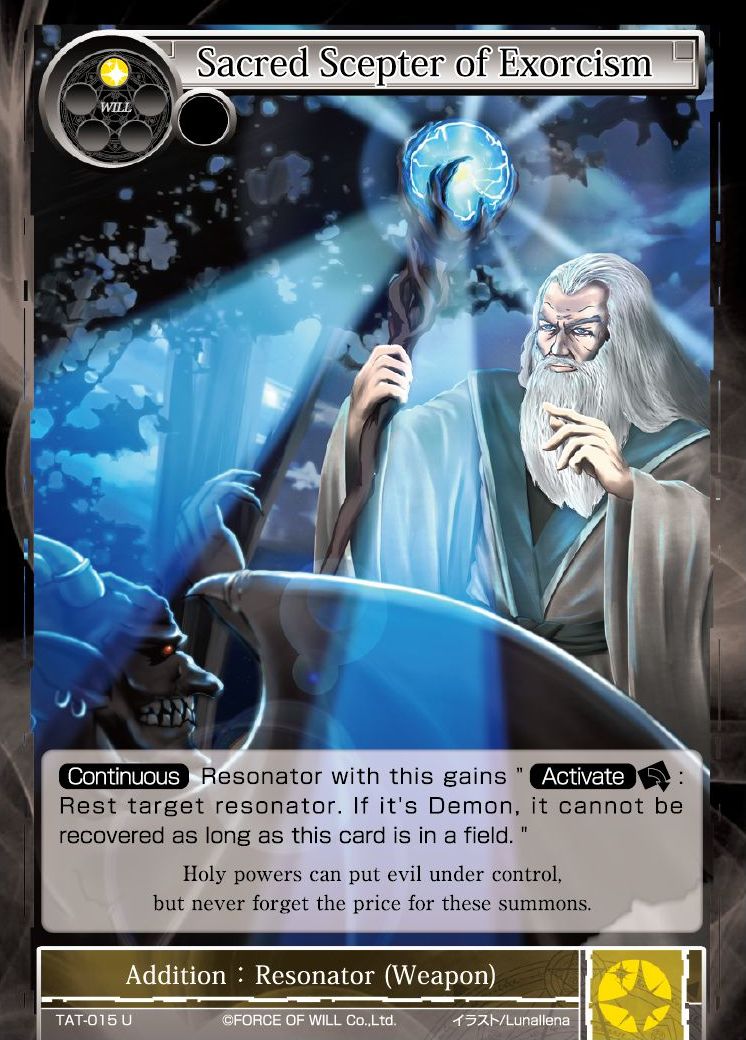 Sacred Scepter of Exorcism
WILL
Continuous Resonator with this gains " Activate :
Rest target resonator. If it's Demon, it cannot be
recovered as long as this card is in a field. "
Holy powers can put evil under control,
but never forget the price for these summons.
Addition : Resonator (Weapon)
TAT-015 U ©FORCE OF WILL Co.,Ltd. イラスト/Lunallena